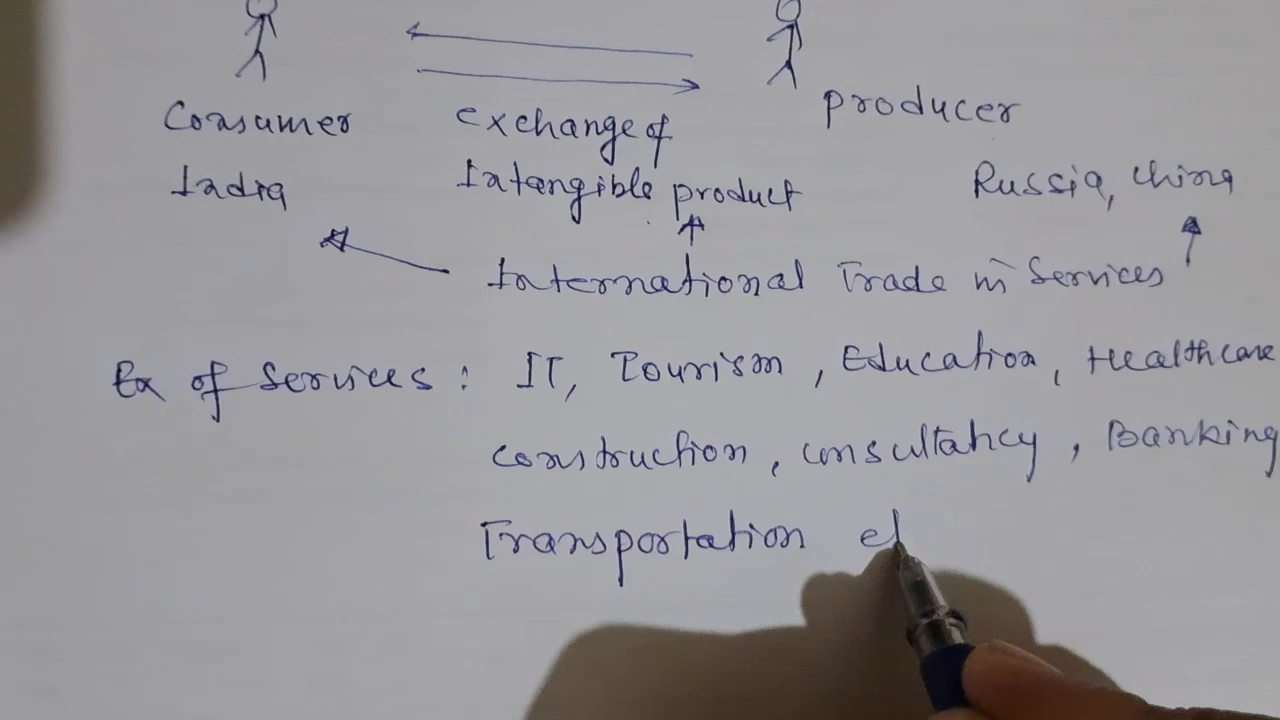 Consumer exchange of producer
India Intangible product Russia, China
International Trade in Services
Ex of Services : IT, Tourism, Education, Healthcare
construction, consultancy, Banking
Transportation et